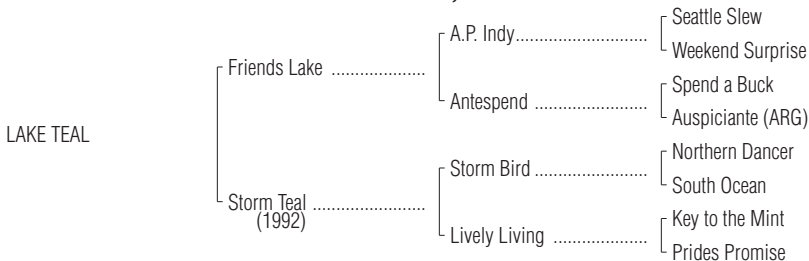 Seattle Slew
A.P. Indy..............................
Weekend Surprise
Friends Lake .....................
Spend a Buck
Antespend ..........................
Auspiciante (ARG)
LAKE TEAL
Northern Dancer
Storm Bird ..........................
South Ocean
Storm Teal .........................
(1992)
Key to the Mint
Lively Living .....................
Prides Promise